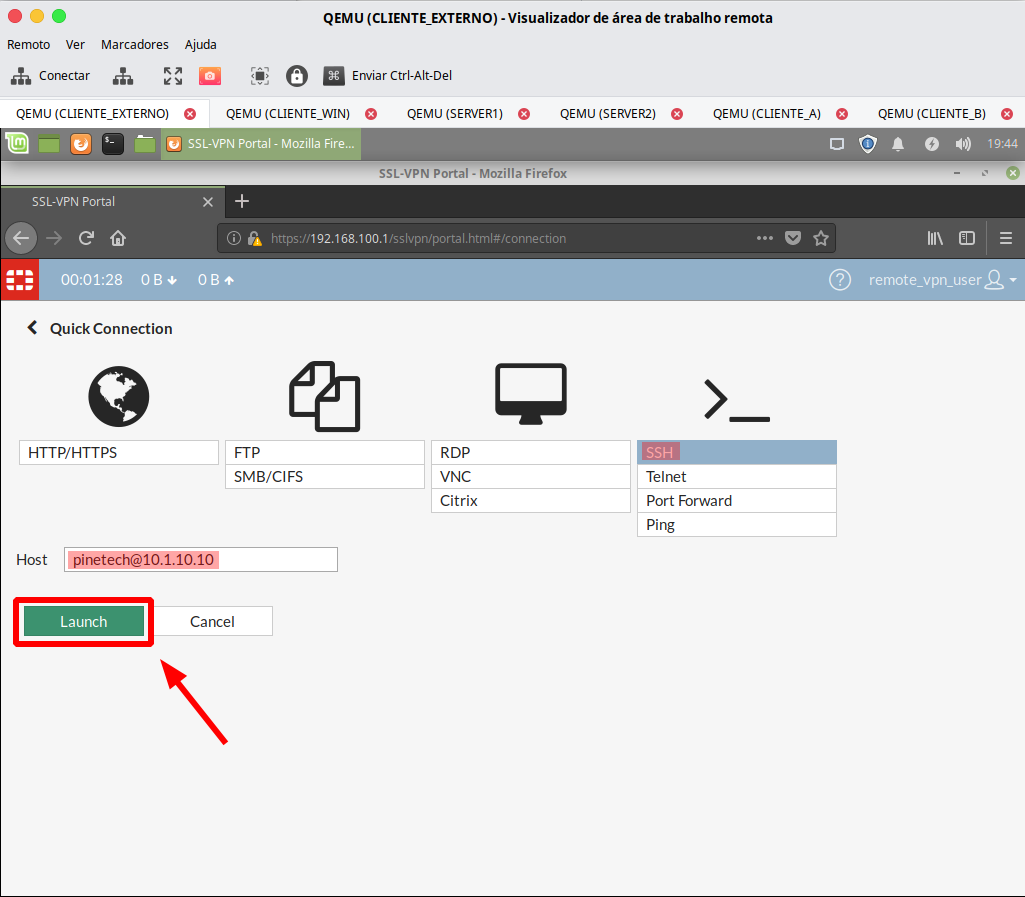 QEMU (CLIENTE_EXTERNO) - Visualizador de área de trabalho remota
Remoto Ver Marcadores Ajuda
Conectar Enviar Ctrl-Alt-Del
QEMU (CLIENTE_EXTERNO) QEMU (CLIENTE_WIN) QEMU (SERVER1) QEMU (SERVER2) QEMU (CLIENTE_A) QEMU (CLIENTE_B)
SSL-VPN Portal - Mozilla Fire... 19:44
SSL-VPN Portal - Mozilla Firefox
SSL-VPN Portal
https://192.168.100.1/sslvpn/portal.html#/connection
00:01:28 0 B 0 B remote_vpn_user
Quick Connection
HTTP/HTTPS FTP RDP SSH
SMB/CIFS VNC Telnet
Citrix Port Forward
Ping
Host pinetech@10.1.10.10
Launch Cancel